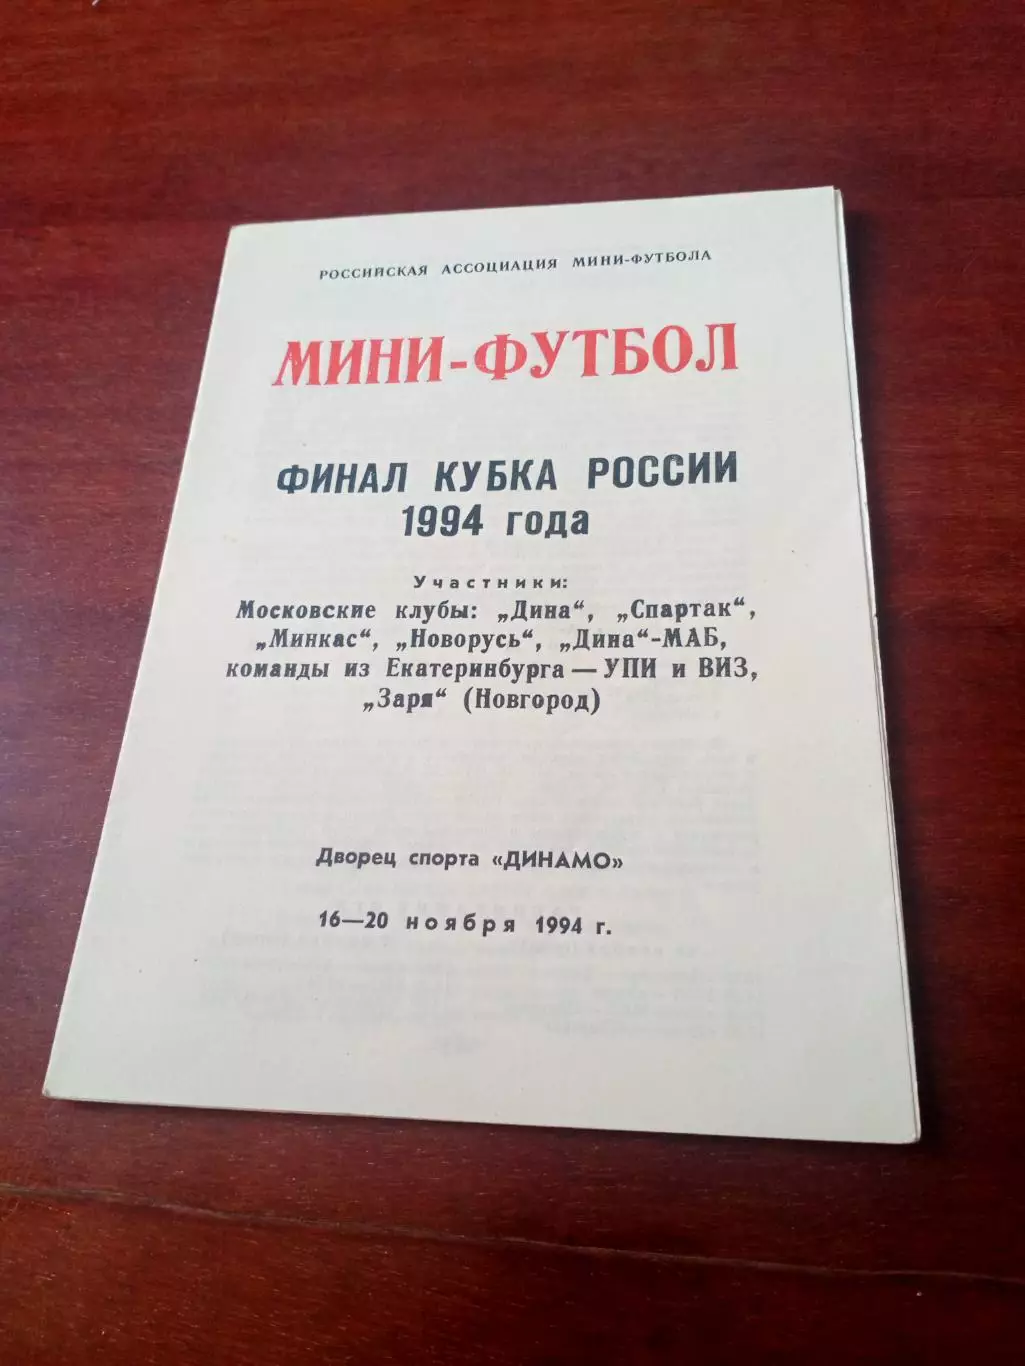 РОССИЙСКАЯ АССОЦИАЦИЯ МИНИ-ФУТБОЛА
МИНИ-ФУТБОЛ
ФИНАЛ КУБКА РОССИИ
1994 года
Участники:
Московские клубы: „Дина“, „Спартак“,
„Минкас“, „Новорусь“, „Дина“-МАБ,
команды из Екатеринбурга — УПИ и ВИЗ,
„Заря“ (Новгород)
Дворец спорта «ДИНАМО»
16—20 ноября 1994 г.